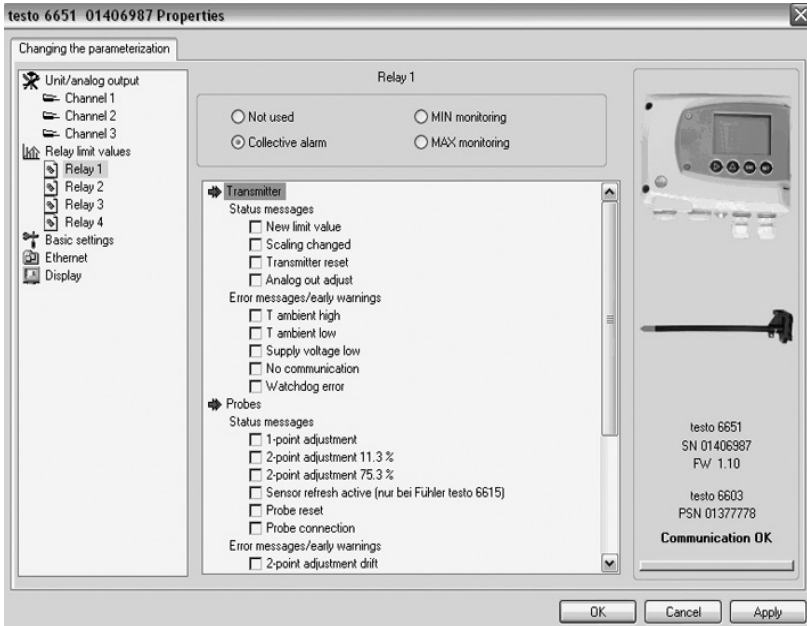 testo 6651 01406987 Properties
Changing the parameterization
Unit/analog output
Channel 1
Channel 2
Channel 3
Relay limit values
Relay 1
Relay 2
Relay 3
Relay 4
Basic settings
Ethernet
Display
Relay 1
Not used
MIN monitoring
Collective alarm
MAX monitoring
Transmitter
Status messages
New limit value
Scaling changed
Transmitter reset
Analog out adjust
Error messages/early warnings
T ambient high
T ambient low
Supply voltage low
No communication
Watchdog error
Probes
Status messages
1-point adjustment
2-point adjustment 11.3 %
2-point adjustment 75.3 %
Sensor refresh active (nur bei Fühler testo 6615)
Probe reset
Probe connection
Error messages/early warnings
2-point adjustment drift
testo 6651
SN 01406987
FW 1.10
testo 6603
PSN 01377778
Communication OK
OK
Cancel
Apply